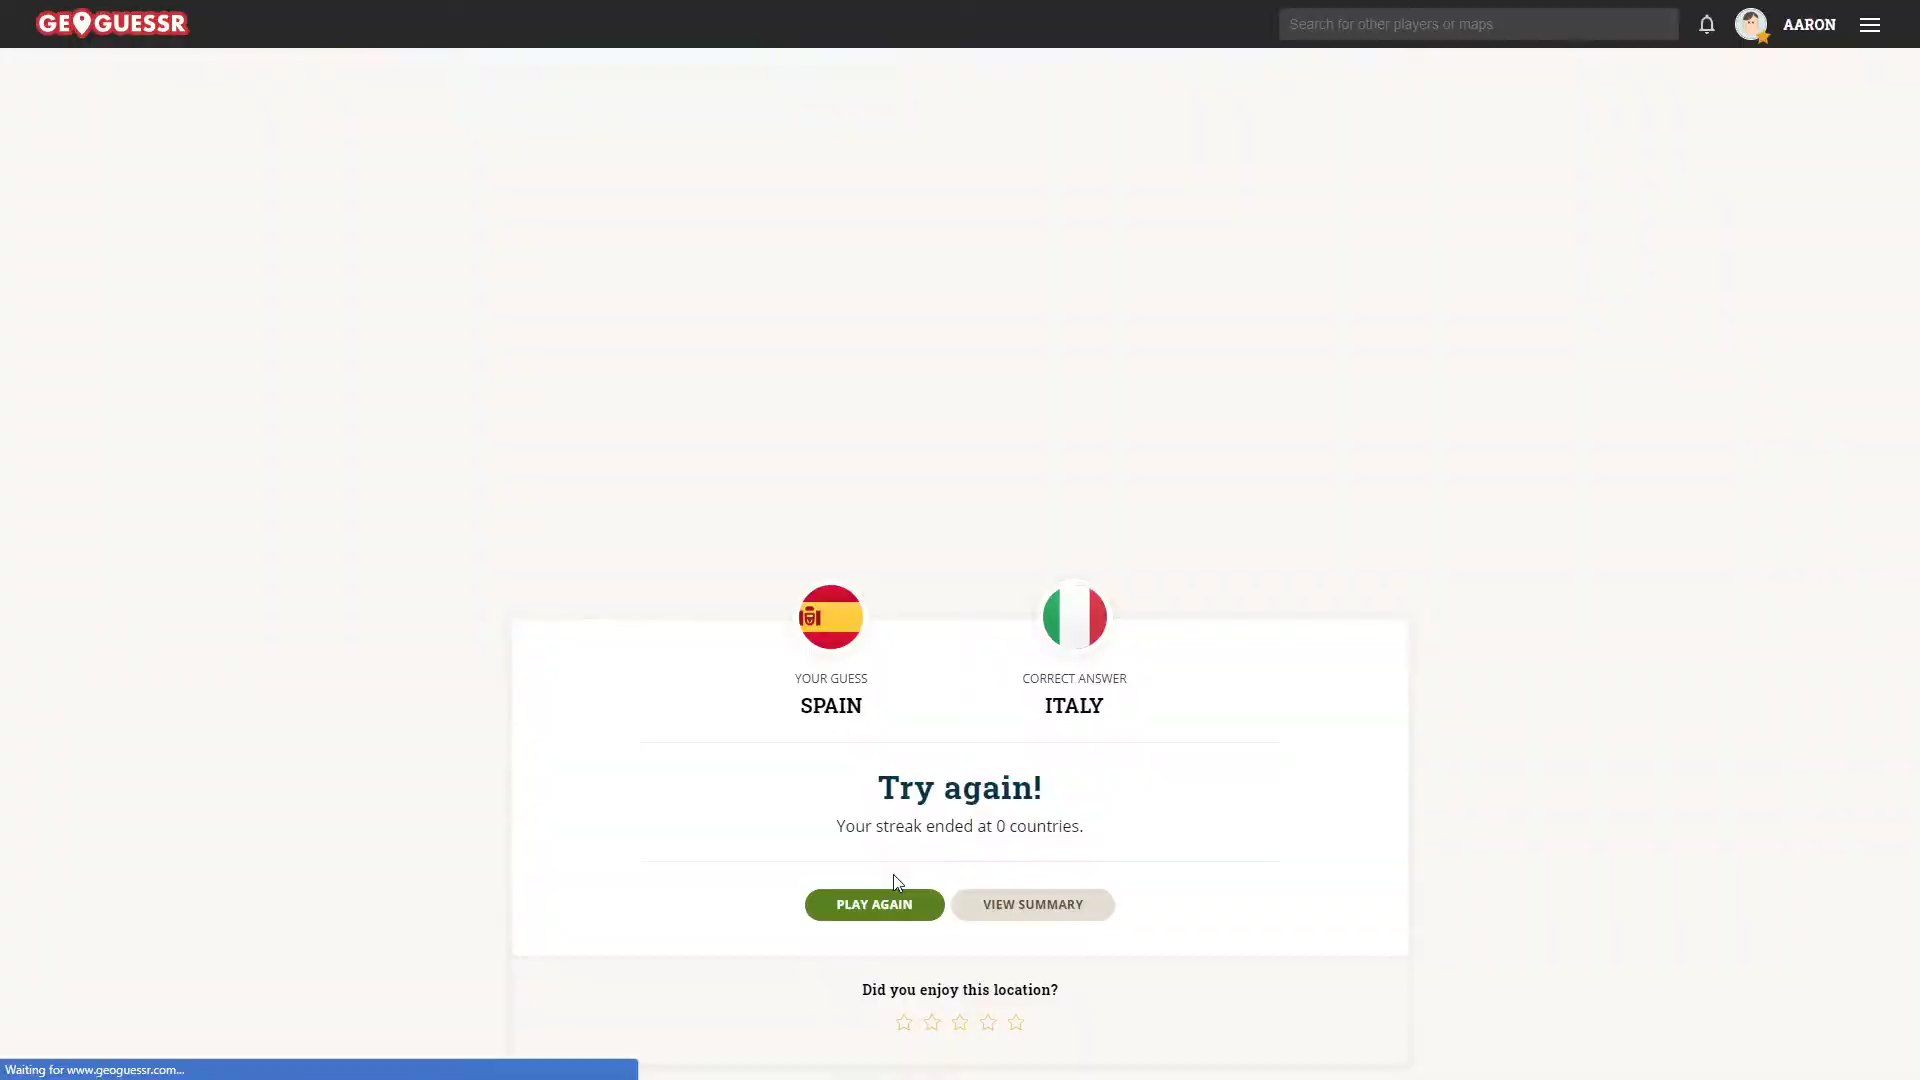 GEOGUESSR
Search for other players or maps
AARON
YOUR GUESS
SPAIN
CORRECT ANSWER
ITALY
Try again!
Your streak ended at 0 countries.
PLAY AGAIN
VIEW SUMMARY
Did you enjoy this location?
Waiting for www.geoguessr.com...